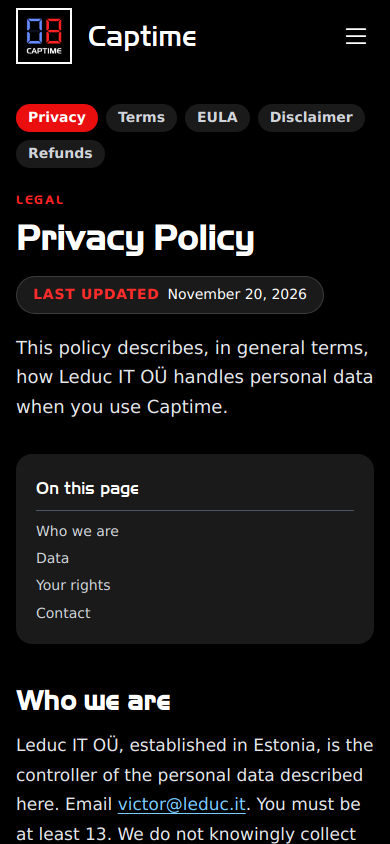 08
CAPTIME
Captime
Privacy
Terms
EULA
Disclaimer
Refunds
LEGAL
Privacy Policy
LAST UPDATED November 20, 2026
This policy describes, in general terms,
how Leduc IT OÜ handles personal data
when you use Captime.
On this page
Who we are
Data
Your rights
Contact
Who we are
Leduc IT OÜ, established in Estonia, is the
controller of the personal data described
here. Email victor@leduc.it. You must be
at least 13. We do not knowingly collect